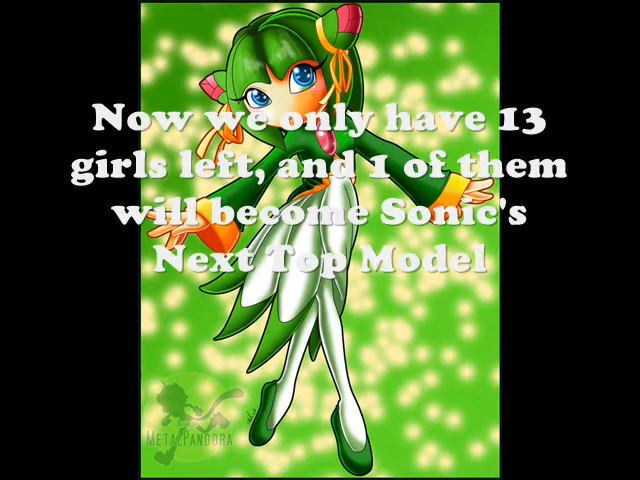 Now we only have 13
girls left, and 1 of them
will become Sonic's
Next Top Model
METALPANDORA